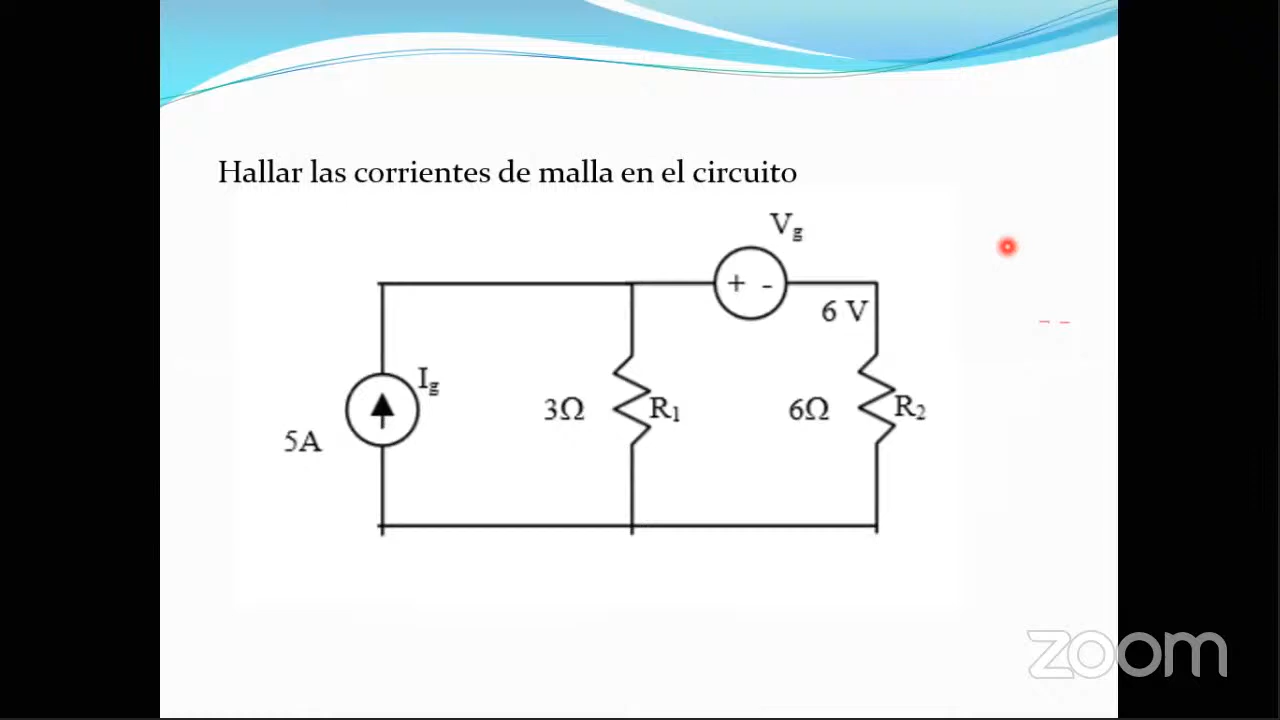 Hallar las corrientes de malla en el circuito
Vg
+ -
6 V
Ig
5A
3Ω
R1
6Ω
R2
zoom